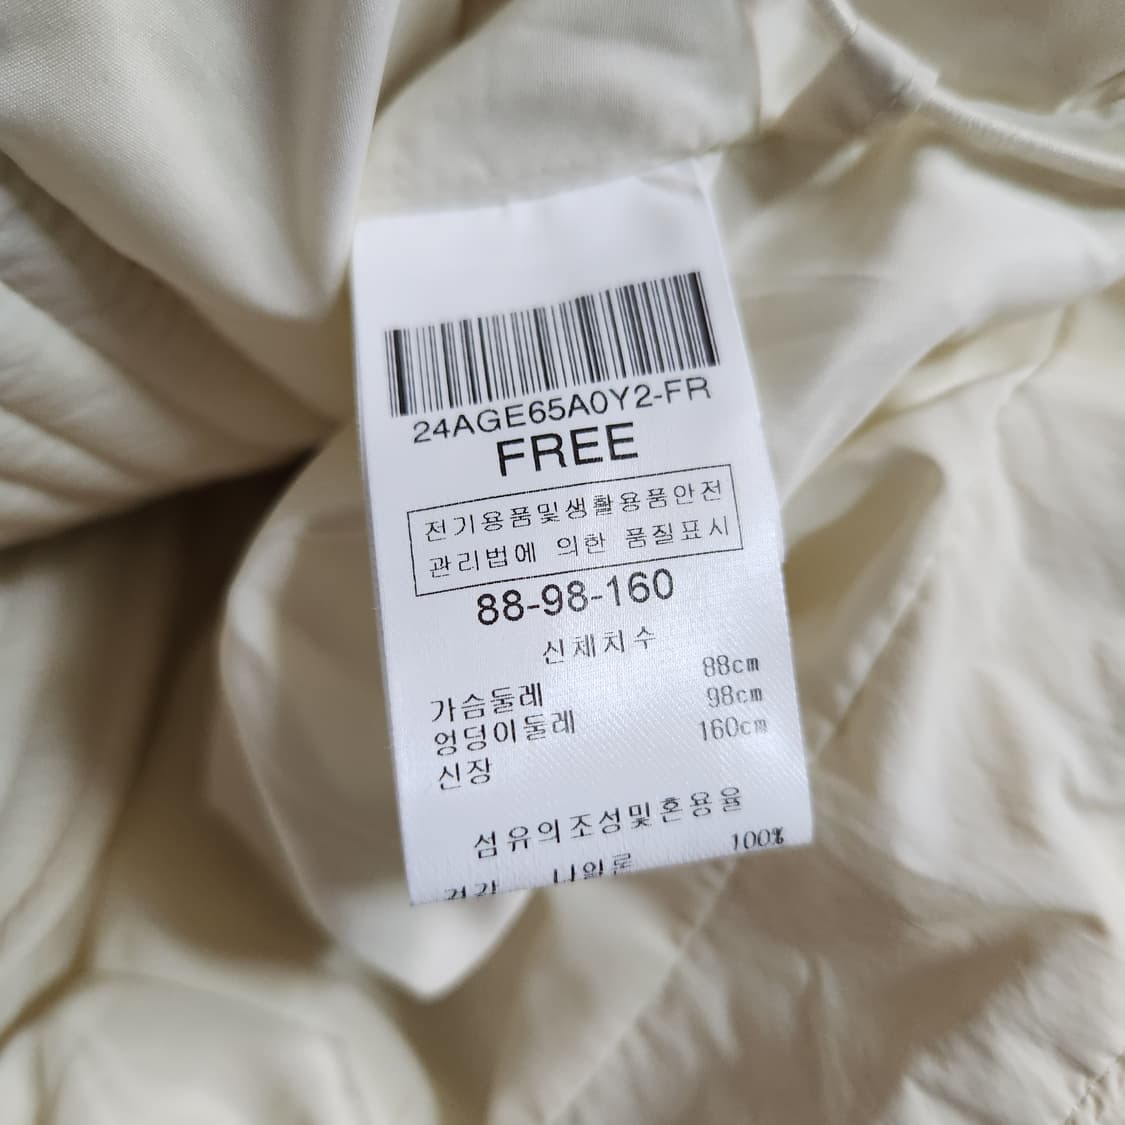 24AGE65A0Y2-FR
FREE
전기용품및생활용품안전
관리법에 의한 품질표시
88-98-160
신체치수
가슴둘레 88cm
엉덩이둘레 98cm
신장 160cm
섬유의조성및혼용율
겉감 나일론 100%